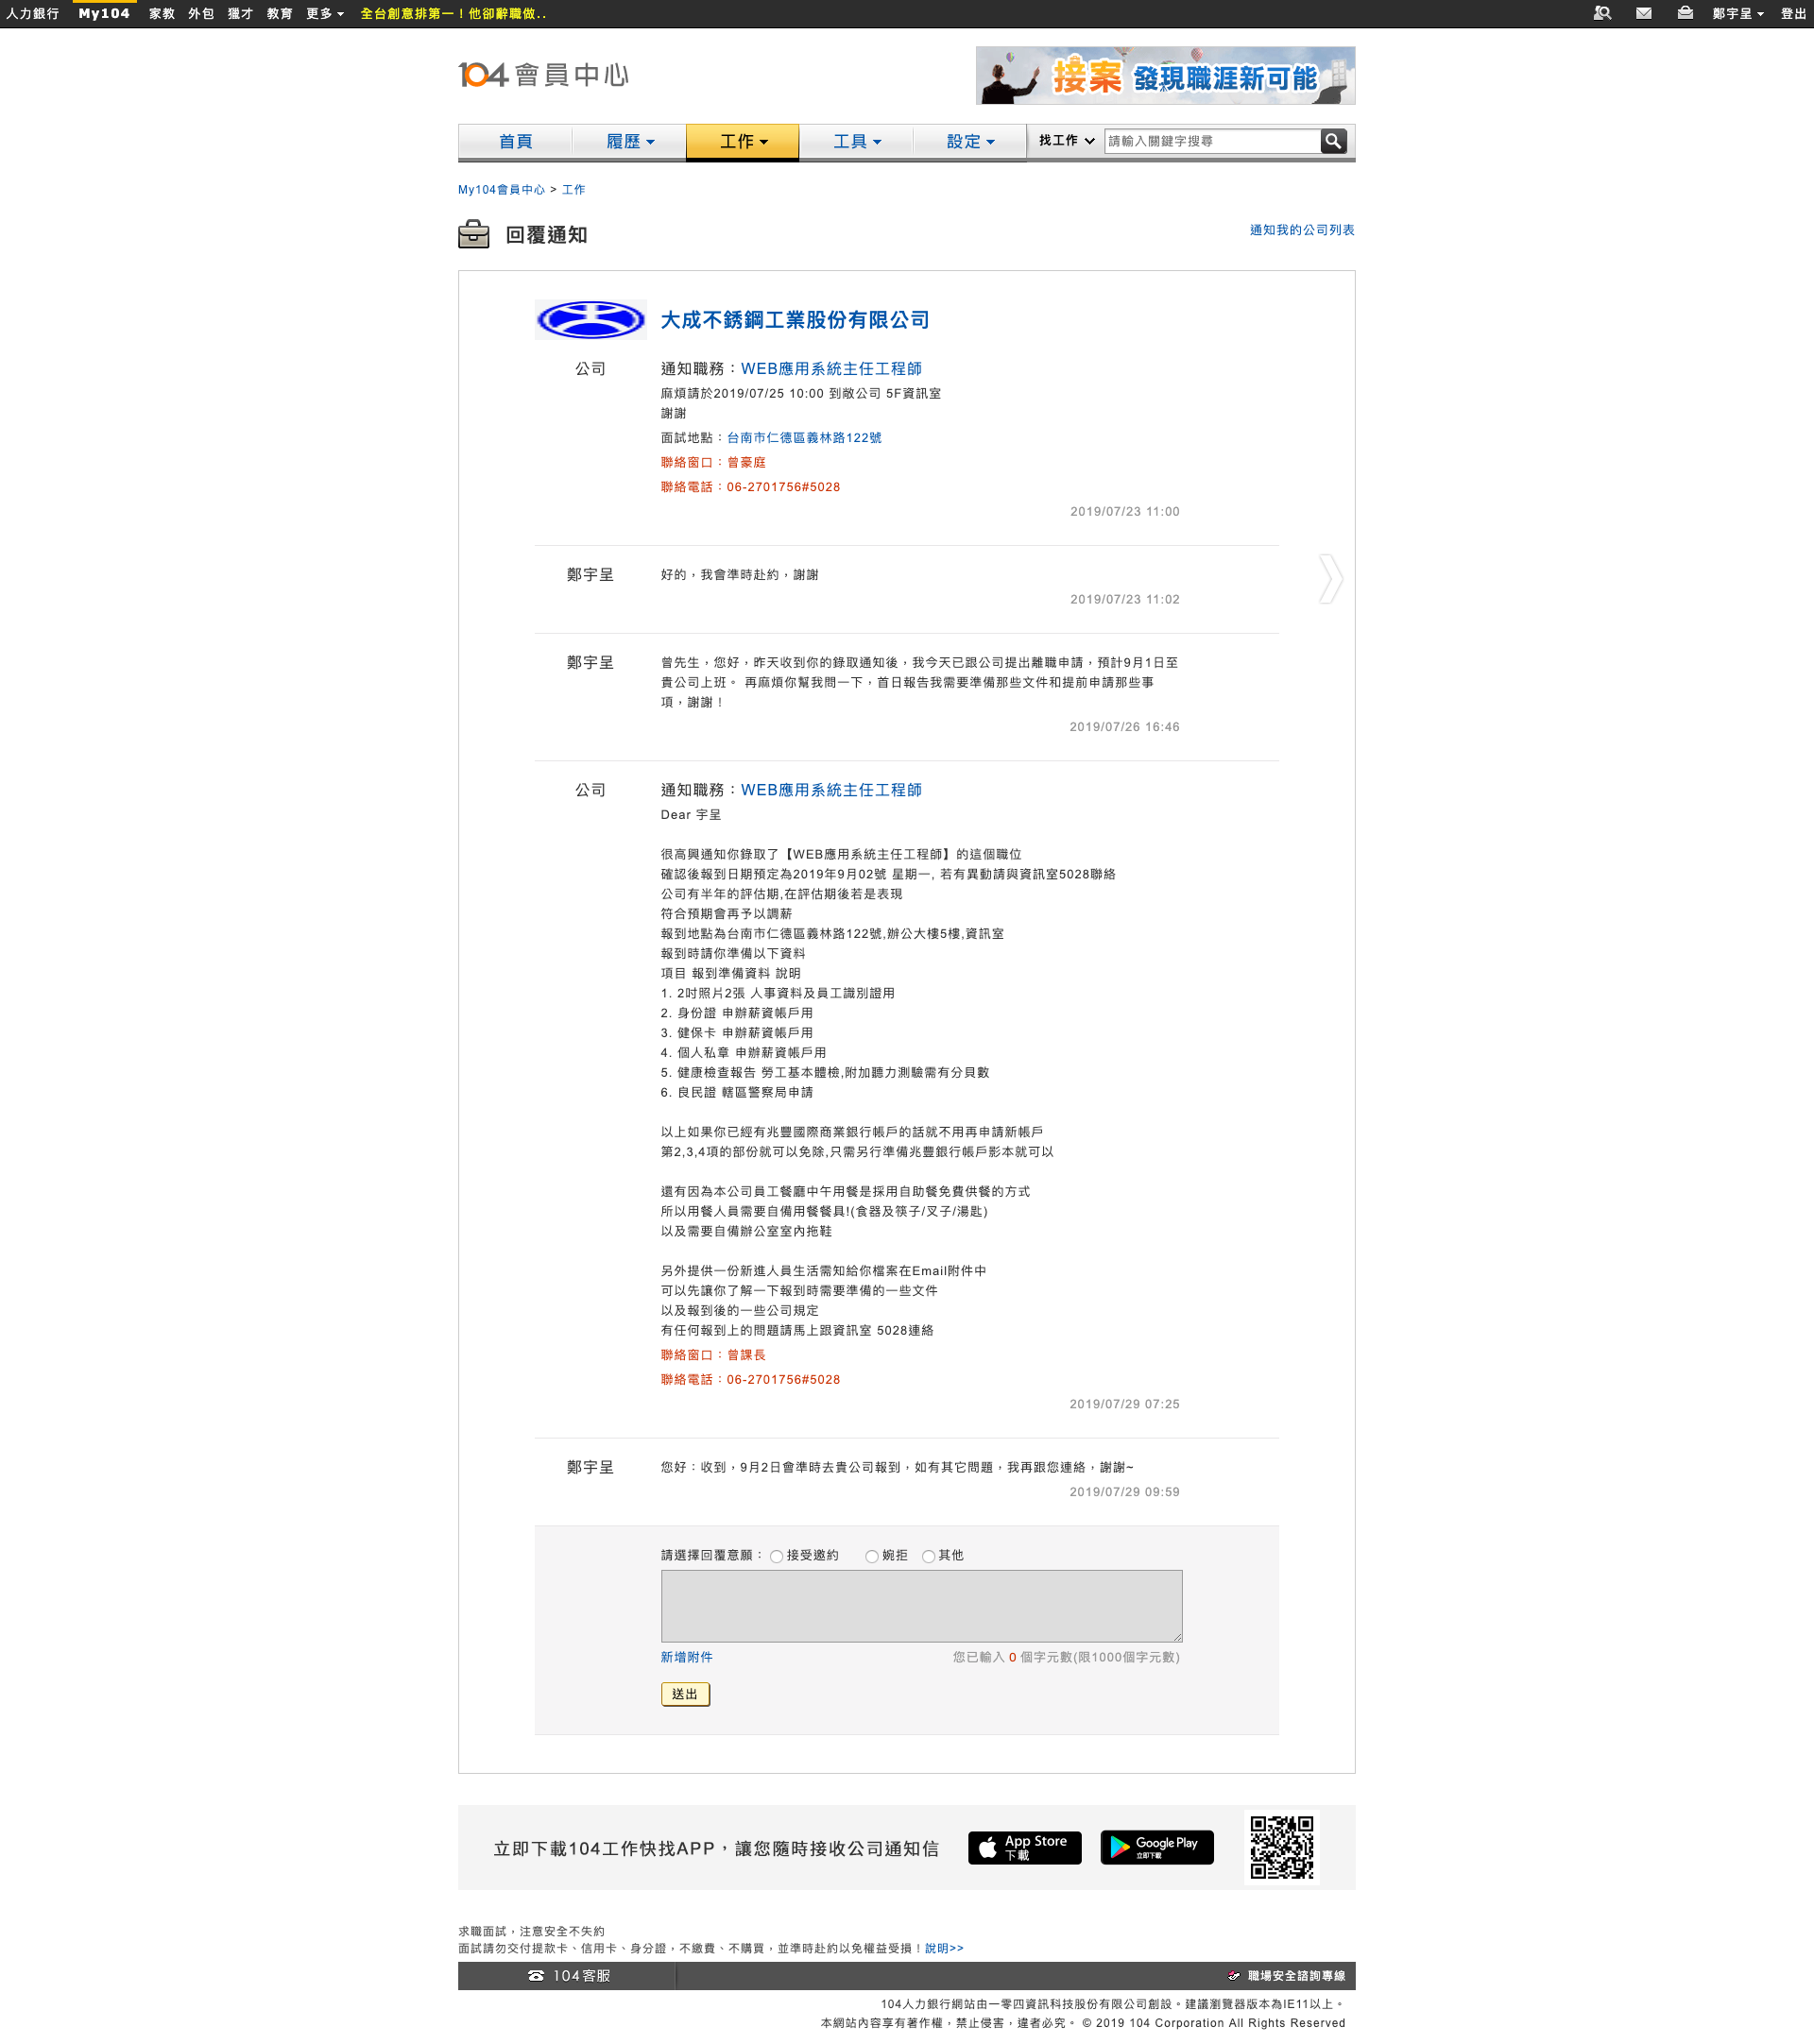 人力銀行 My104 家教 外包 獵才 教育 更多 全台創意排第一！他卻辭職做.. 鄭宇呈 登出
104 會員中心
接案 發現職涯新可能
首頁 履歷 工作 工具 設定 找工作 請輸入關鍵字搜尋
My104會員中心 > 工作
回覆通知
通知我的公司列表
大成不銹鋼工業股份有限公司
公司
通知職務：WEB應用系統主任工程師
麻煩請於2019/07/25 10:00 到敝公司 5F資訊室
謝謝
面試地點：台南市仁德區義林路122號
聯絡窗口：曾豪庭
聯絡電話：06-2701756#5028
2019/07/23 11:00
鄭宇呈
好的，我會準時赴約，謝謝
2019/07/23 11:02
鄭宇呈
曾先生，您好，昨天收到你的錄取通知後，我今天已跟公司提出離職申請，預計9月1日至
貴公司上班。 再麻煩你幫我問一下，首日報告我需要準備那些文件和提前申請那些事
項，謝謝！
2019/07/26 16:46
公司
通知職務：WEB應用系統主任工程師
Dear 宇呈
很高興通知你錄取了【WEB應用系統主任工程師】的這個職位
確認後報到日期預定為2019年9月02號 星期一, 若有異動請與資訊室5028聯絡
公司有半年的評估期,在評估期後若是表現
符合預期會再予以調薪
報到地點為台南市仁德區義林路122號,辦公大樓5樓,資訊室
報到時請你準備以下資料
項目 報到準備資料 說明
1. 2吋照片2張 人事資料及員工識別證用
2. 身份證 申辦薪資帳戶用
3. 健保卡 申辦薪資帳戶用
4. 個人私章 申辦薪資帳戶用
5. 健康檢查報告 勞工基本體檢,附加聽力測驗需有分貝數
6. 良民證 轄區警察局申請
以上如果你已經有兆豐國際商業銀行帳戶的話就不用再申請新帳戶
第2,3,4項的部份就可以免除,只需另行準備兆豐銀行帳戶影本就可以
還有因為本公司員工餐廳中午用餐是採用自助餐免費供餐的方式
所以用餐人員需要自備用餐餐具!(食器及筷子/叉子/湯匙)
以及需要自備辦公室室內拖鞋
另外提供一份新進人員生活需知給你檔案在Email附件中
可以先讓你了解一下報到時需要準備的一些文件
以及報到後的一些公司規定
有任何報到上的問題請馬上跟資訊室 5028連絡
聯絡窗口：曾課長
聯絡電話：06-2701756#5028
2019/07/29 07:25
鄭宇呈
您好：收到，9月2日會準時去貴公司報到，如有其它問題，我再跟您連絡，謝謝~
2019/07/29 09:59
請選擇回覆意願： 接受邀約 婉拒 其他
新增附件
您已輸入 0 個字元數(限1000個字元數)
送出
立即下載104工作快找APP，讓您隨時接收公司通知信
App Store
下載
Google Play
立即下載
求職面試，注意安全不失約
面試請勿交付提款卡、信用卡、身分證，不繳費、不購買，並準時赴約以免權益受損！說明>>
104客服
職場安全諮詢專線
104人力銀行網站由一零四資訊科技股份有限公司創設。建議瀏覽器版本為IE11以上。
本網站內容享有著作權，禁止侵害，違者必究。 © 2019 104 Corporation All Rights Reserved